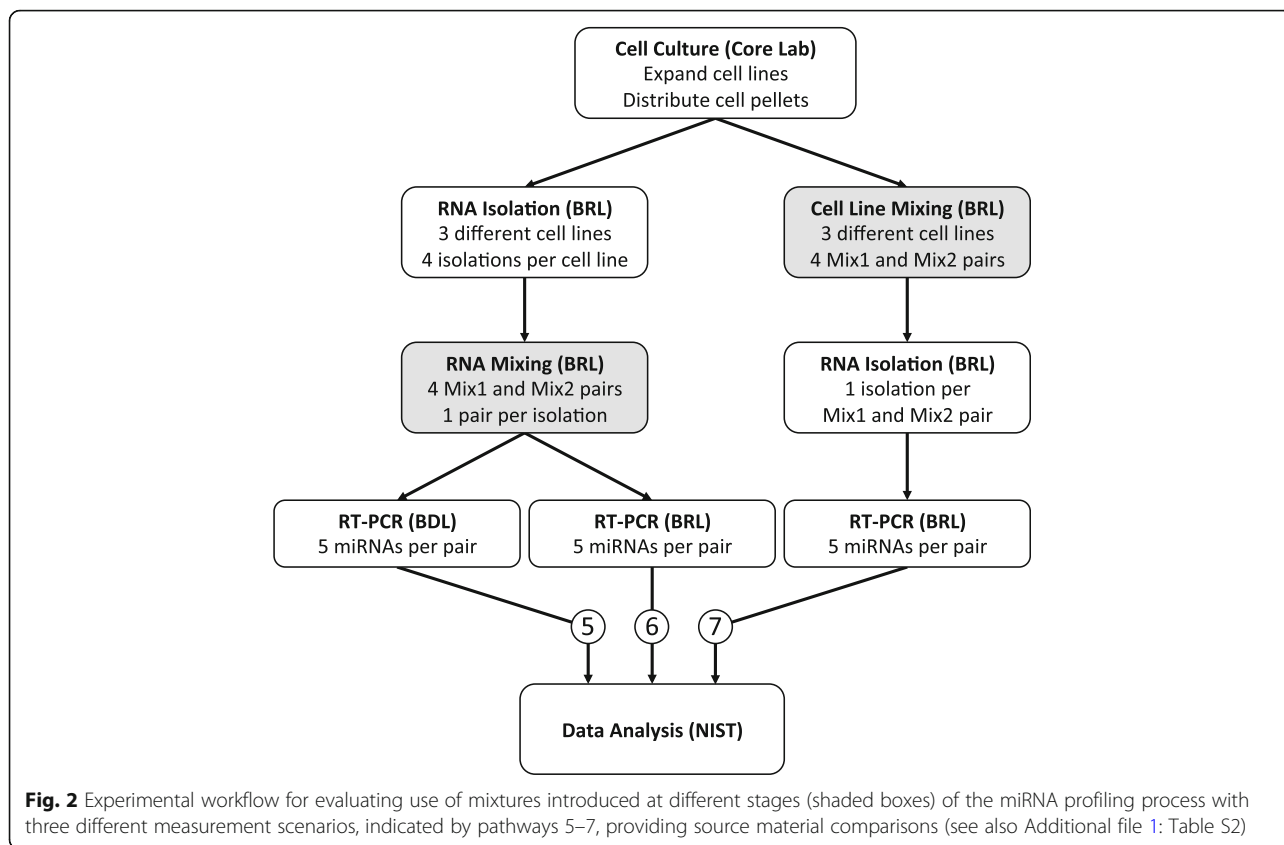 Cell Culture (Core Lab)
Expand cell lines
Distribute cell pellets
RNA Isolation (BRL)
3 different cell lines
4 isolations per cell line
Cell Line Mixing (BRL)
3 different cell lines
4 Mix1 and Mix2 pairs
RNA Mixing (BRL)
4 Mix1 and Mix2 pairs
1 pair per isolation
RNA Isolation (BRL)
1 isolation per
Mix1 and Mix2 pair
RT-PCR (BDL)
5 miRNAs per pair
RT-PCR (BRL)
5 miRNAs per pair
RT-PCR (BRL)
5 miRNAs per pair
5
6
7
Data Analysis (NIST)
Fig. 2 Experimental workflow for evaluating use of mixtures introduced at different stages (shaded boxes) of the miRNA profiling process with
three different measurement scenarios, indicated by pathways 5–7, providing source material comparisons (see also Additional file 1: Table S2)